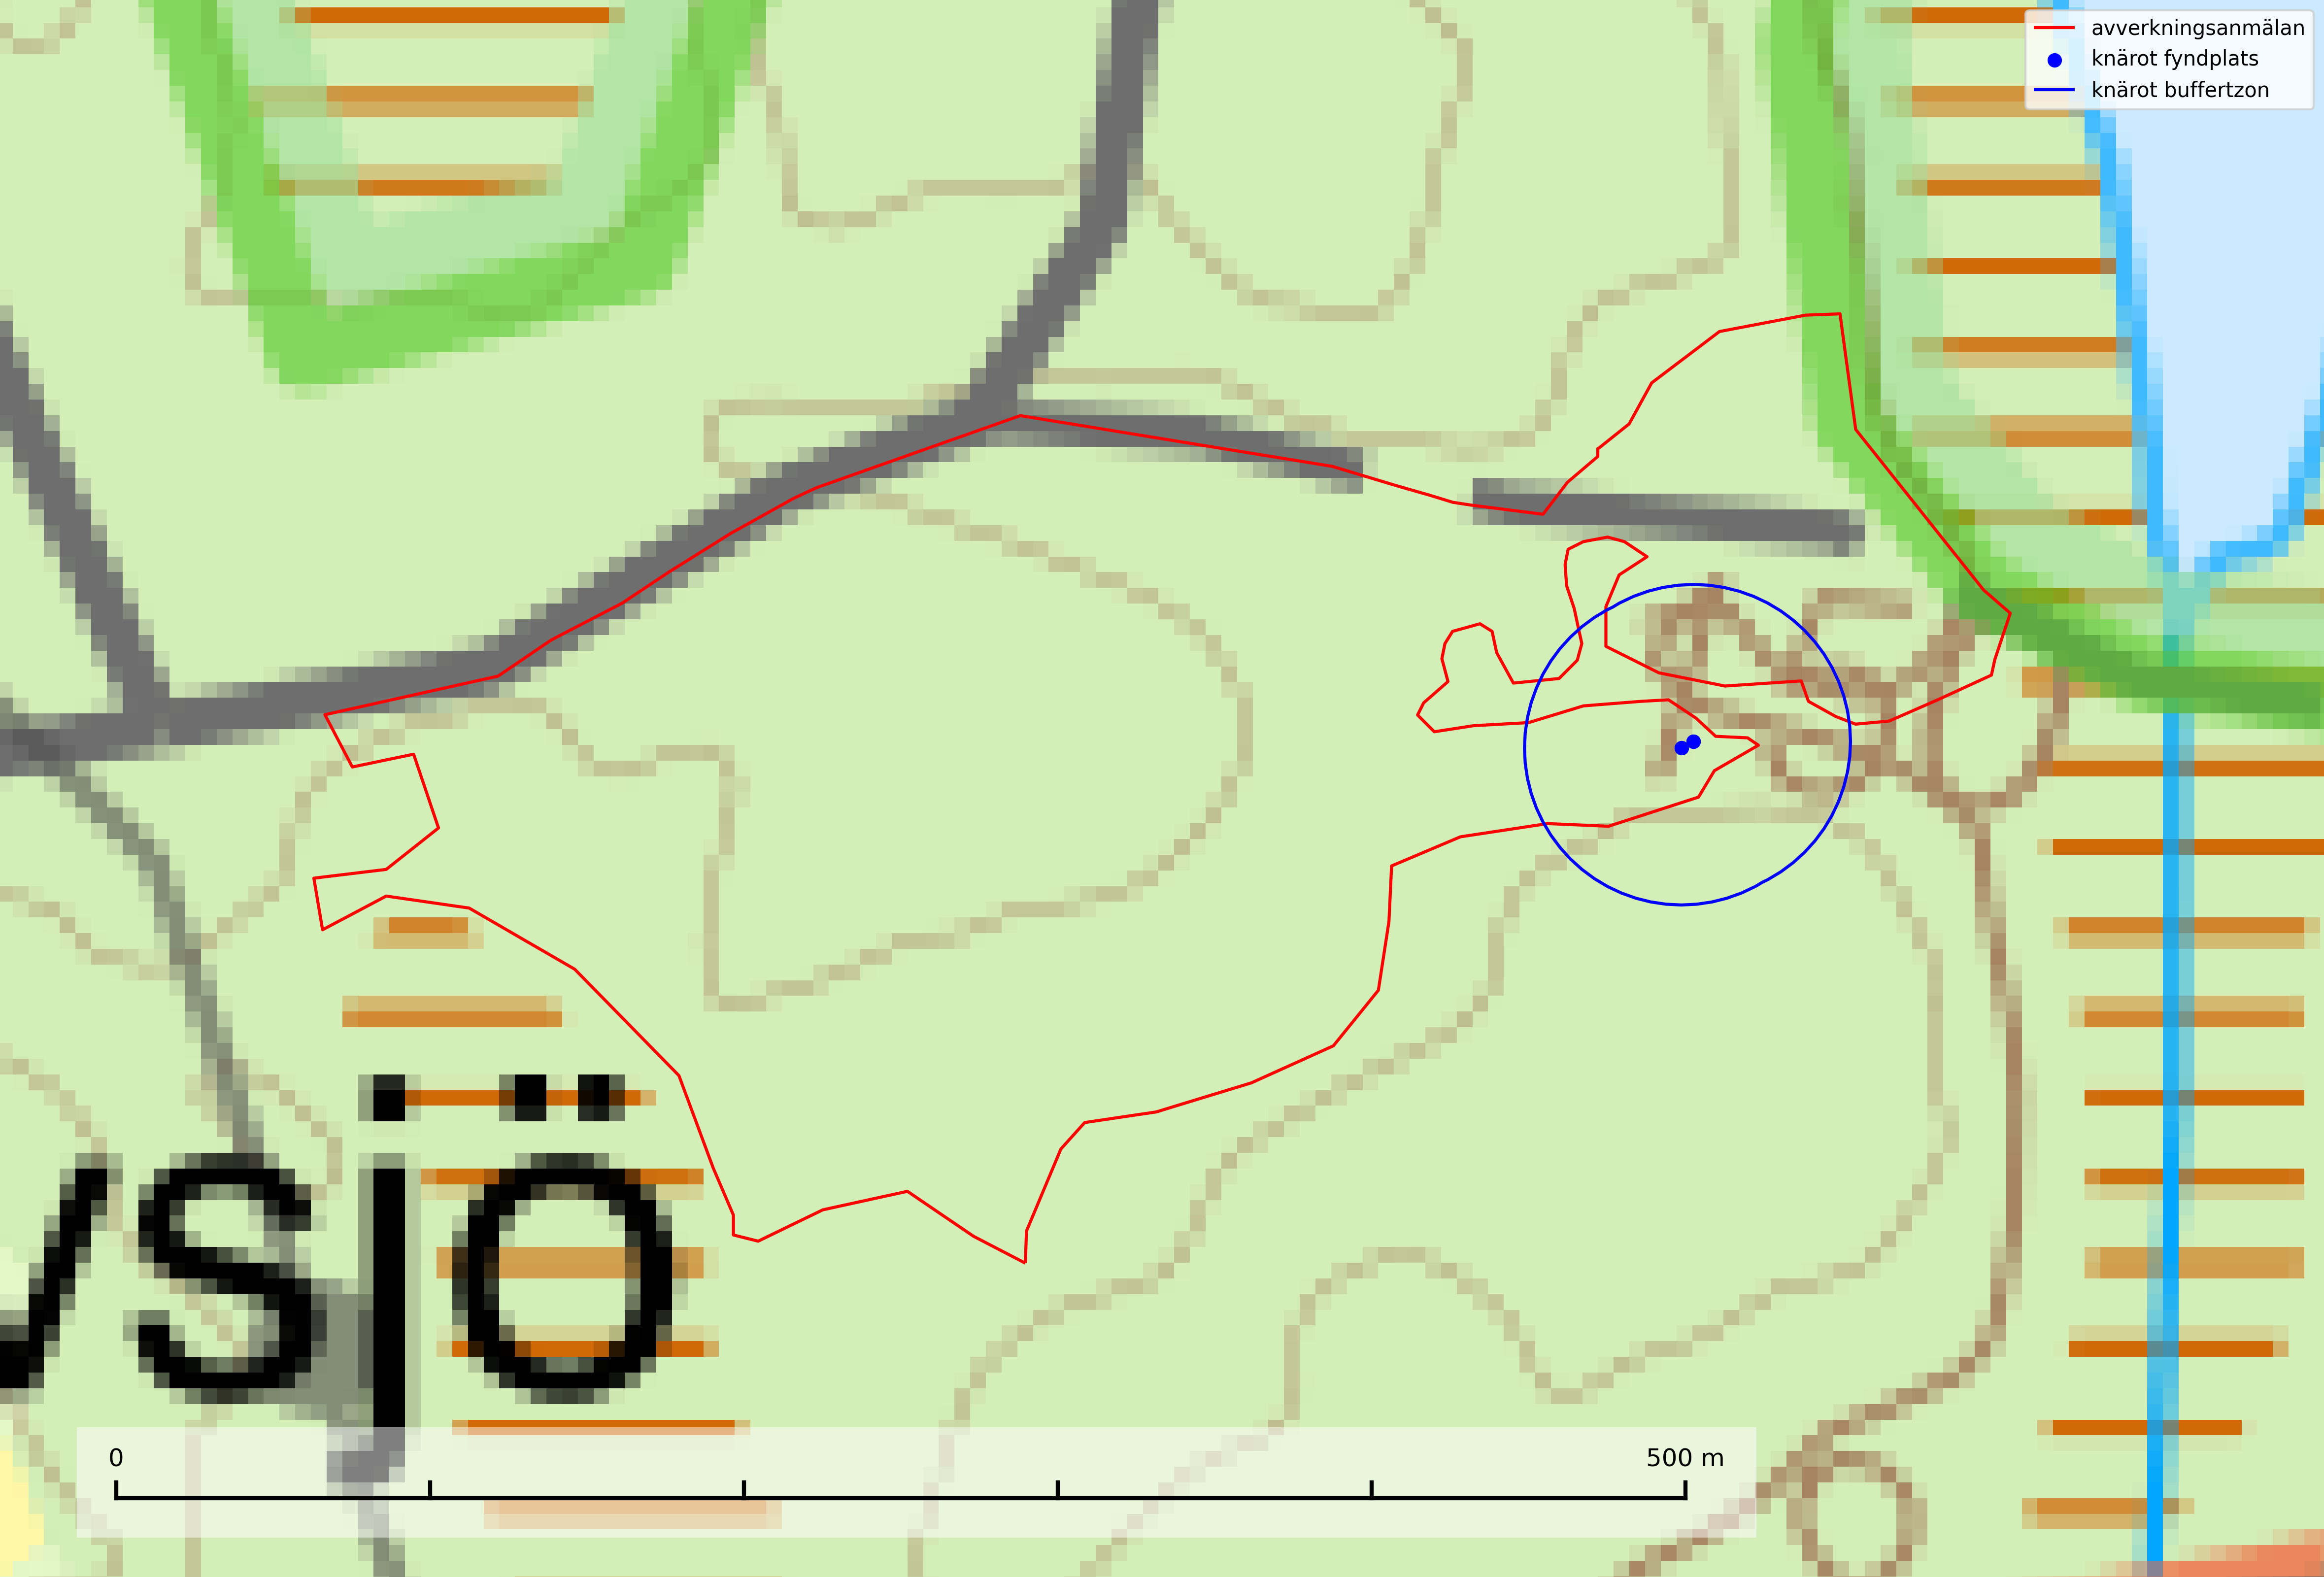 avverkningsanmälan
knärot fyndplats
knärot buffertzon
sjö
0 500 m